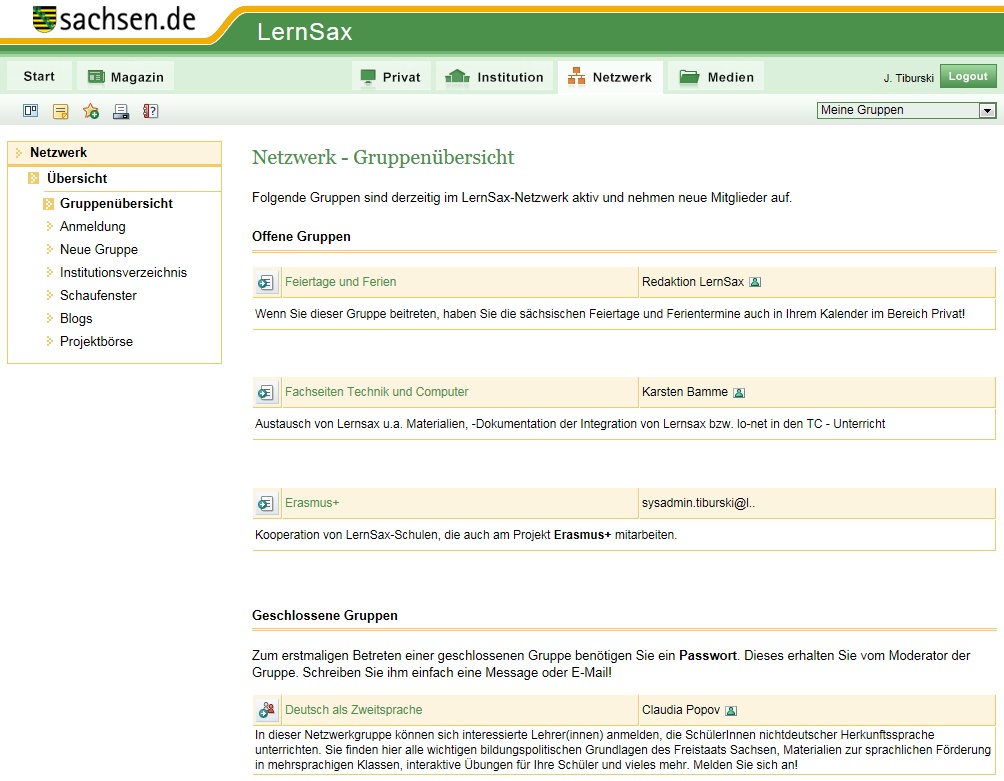 sachsen.de
LernSax
Start Magazin Privat Institution Netzwerk Medien J. Tiburski Logout
Meine Gruppen
Netzwerk
Übersicht
Gruppenübersicht
Anmeldung
Neue Gruppe
Institutionsverzeichnis
Schaufenster
Blogs
Projektbörse
Netzwerk - Gruppenübersicht
Folgende Gruppen sind derzeitig im LernSax-Netzwerk aktiv und nehmen neue Mitglieder auf.
Offene Gruppen
Feiertage und Ferien Redaktion LernSax
Wenn Sie dieser Gruppe beitreten, haben Sie die sächsischen Feiertage und Ferientermine auch in Ihrem Kalender im Bereich Privat!
Fachseiten Technik und Computer Karsten Bamme
Austausch von Lernsax u.a. Materialien, -Dokumentation der Integration von Lernsax bzw. lo-net in den TC - Unterricht
Erasmus+ sysadmin.tiburski@l..
Kooperation von LernSax-Schulen, die auch am Projekt Erasmus+ mitarbeiten.
Geschlossene Gruppen
Zum erstmaligen Betreten einer geschlossenen Gruppe benötigen Sie ein Passwort. Dieses erhalten Sie vom Moderator der
Gruppe. Schreiben Sie ihm einfach eine Message oder E-Mail!
Deutsch als Zweitsprache Claudia Popov
In dieser Netzwerkgruppe können sich interessierte Lehrer(innen) anmelden, die SchülerInnen nichtdeutscher Herkunftssprache
unterrichten. Sie finden hier alle wichtigen bildungspolitischen Grundlagen des Freistaats Sachsen, Materialien zur sprachlichen Förderung
in mehrsprachigen Klassen, interaktive Übungen für Ihre Schüler und vieles mehr. Melden Sie sich an!